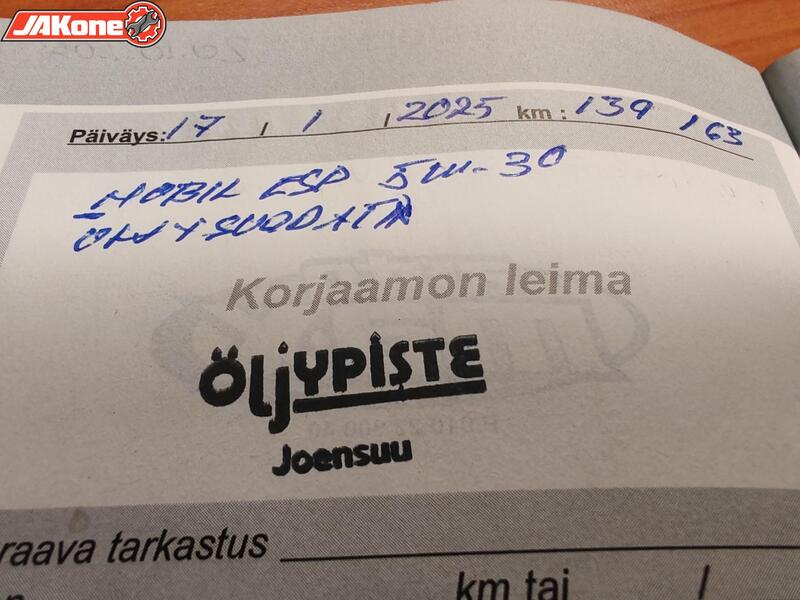 JAKone
Päiväys: 17 / 1 / 2025 km: 139 163
MOBIL ESP 5W-30
ÖLJYSUODATIN
Korjaamon leima
ÖljYPISTE
Joensuu
raava tarkastus
km tai /